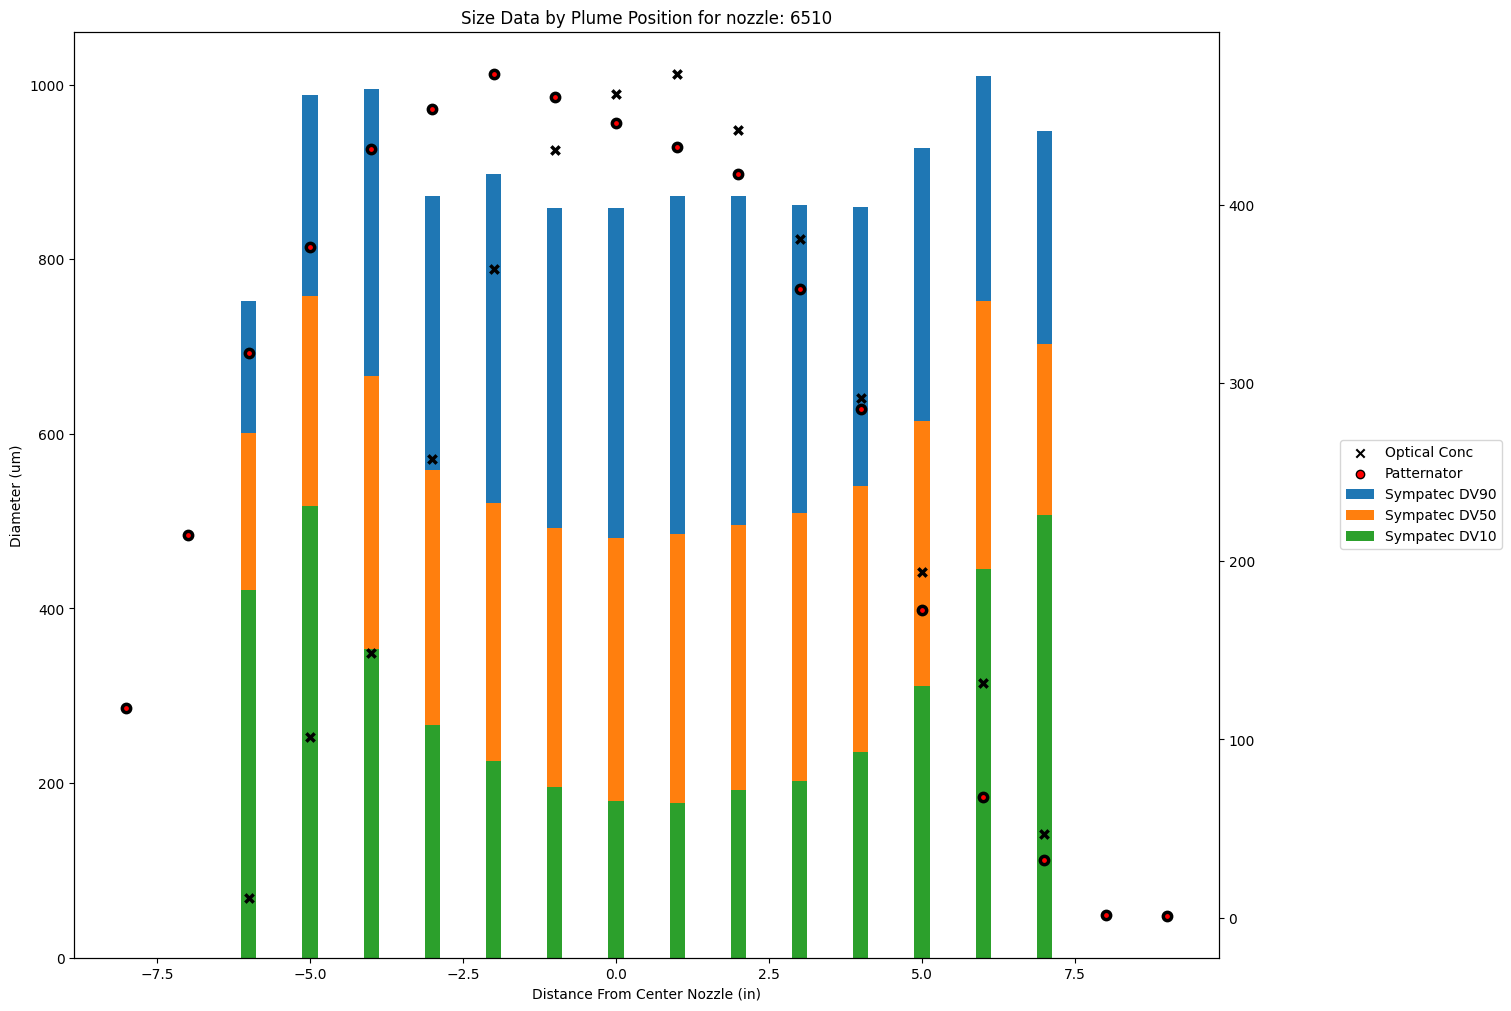 Size Data by Plume Position for nozzle: 6510
1000
800
600
400
200
0
Diameter (um)
400
300
200
100
0
Optical Conc
Patternator
Sympatec DV90
Sympatec DV50
Sympatec DV10
−7.5
−5.0
−2.5
0.0
2.5
5.0
7.5
Distance From Center Nozzle (in)